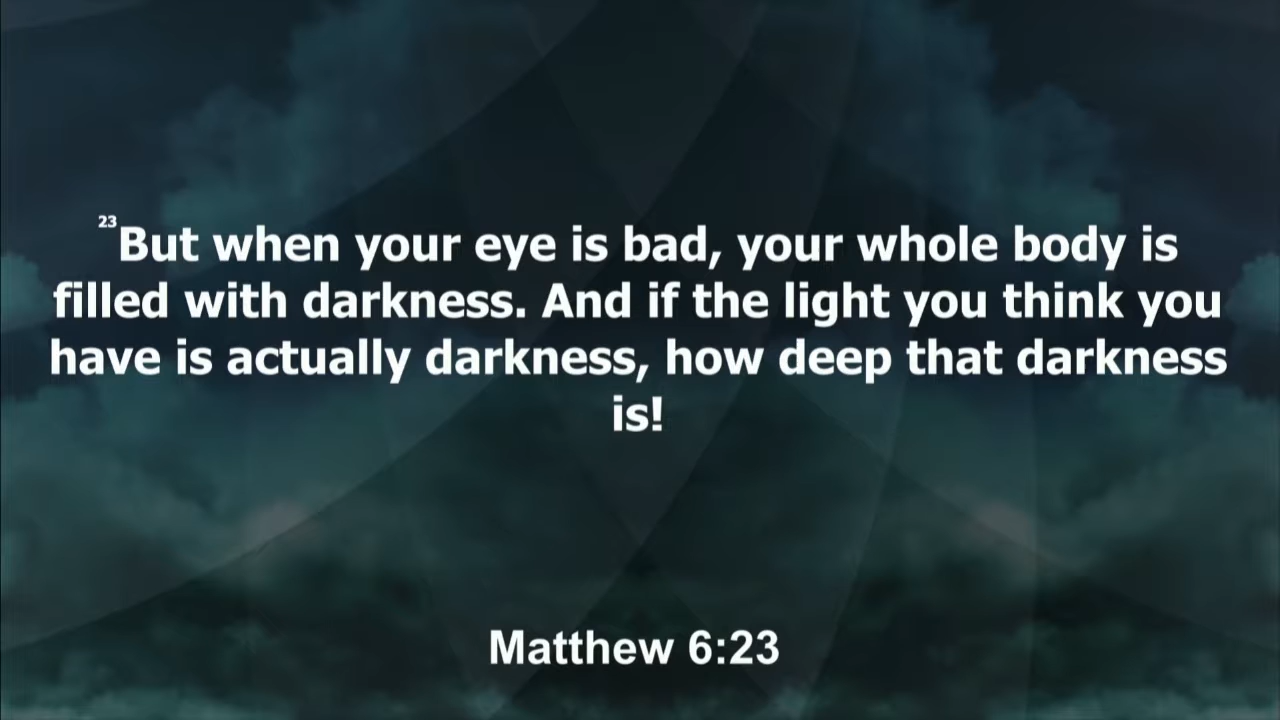 23But when your eye is bad, your whole body is
filled with darkness. And if the light you think you
have is actually darkness, how deep that darkness
is!
Matthew 6:23